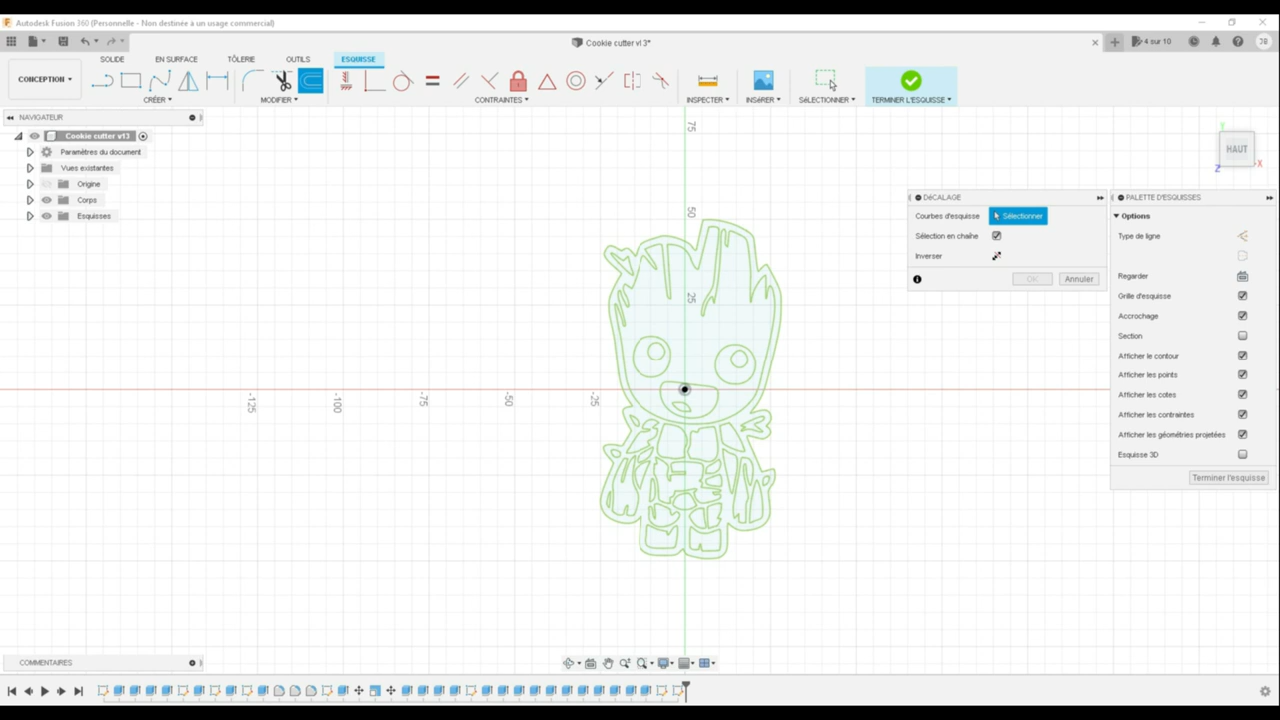 Autodesk Fusion 360 (Personnelle - Non destinée à un usage commercial)
Cookie cutter v13*
4 sur 10
CONCEPTION
SOLIDE EN SURFACE TÔLERIE OUTILS ESQUISSE
CRÉER MODIFIER CONTRAINTES INSPECTER INSÉRER SÉLECTIONNER TERMINER L'ESQUISSE
NAVIGATEUR
Cookie cutter v13
Paramètres du document
Vues existantes
Origine
Corps
Esquisses
75
50
25
-125 -100 -75 -50 -25
HAUT
Y
X
Z
DÉCALAGE
Courbes d'esquisse Sélectionner
Sélection en chaîne
Inverser
OK Annuler
PALETTE D'ESQUISSES
Options
Type de ligne
Regarder
Grille d'esquisse
Accrochage
Section
Afficher le contour
Afficher les points
Afficher les cotes
Afficher les contraintes
Afficher les géométries projetées
Esquisse 3D
Terminer l'esquisse
COMMENTAIRES